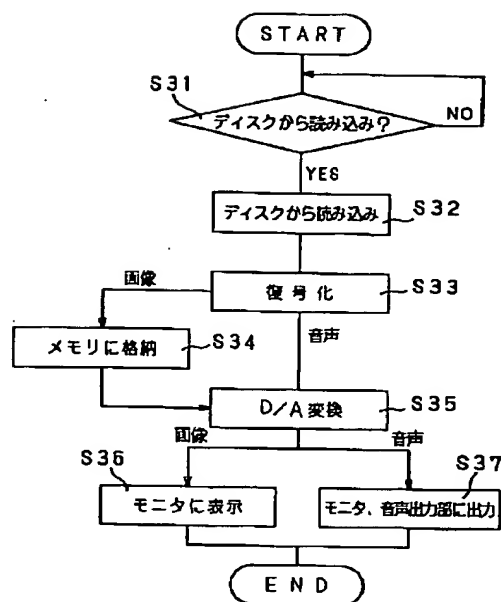 START
S31
ディスクから読み込み?
NO
YES
ディスクから読み込み
S32
画像
復号化
S33
メモリに格納
S34
音声
D/A変換
S35
画像
音声
S36
S37
モニタに表示
モニタ、音声出力部に出力
END